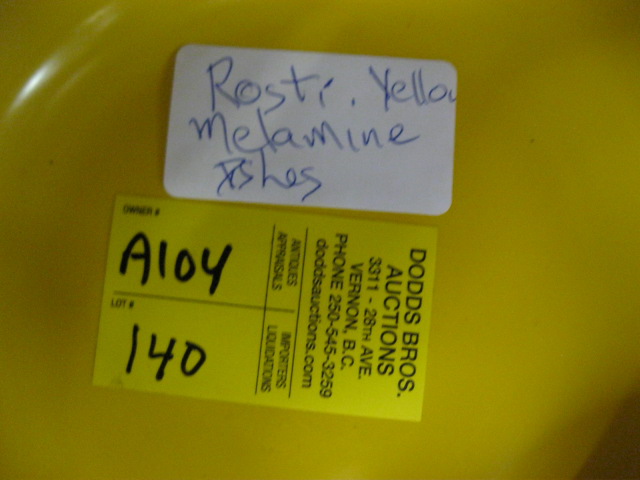 Rosti. Yellow
Melamine
Dishes
OWNER #
A104
LOT #
140
ANTIQUES
APPRAISALS
IMPORTERS
LIQUIDATIONS
DODDS BROS.
AUCTIONS
3311 - 28TH AVE.
VERNON, B.C.
PHONE 250-545-3259
doddsauctions.com